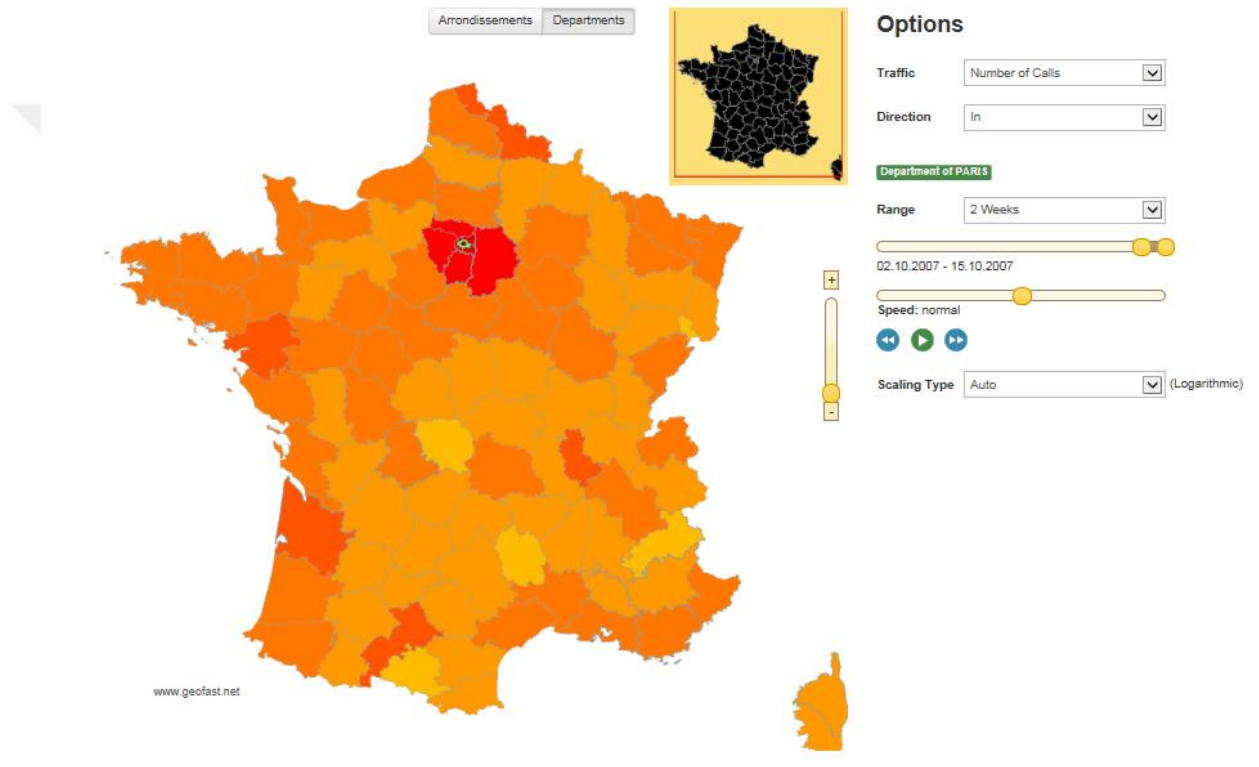 Arrondissements Departments
Options
Traffic Number of Calls
Direction In
Department of PARIS
Range 2 Weeks
02.10.2007 - 15.10.2007
+
Speed: normal
Scaling Type Auto (Logarithmic)
-
www.geofast.net